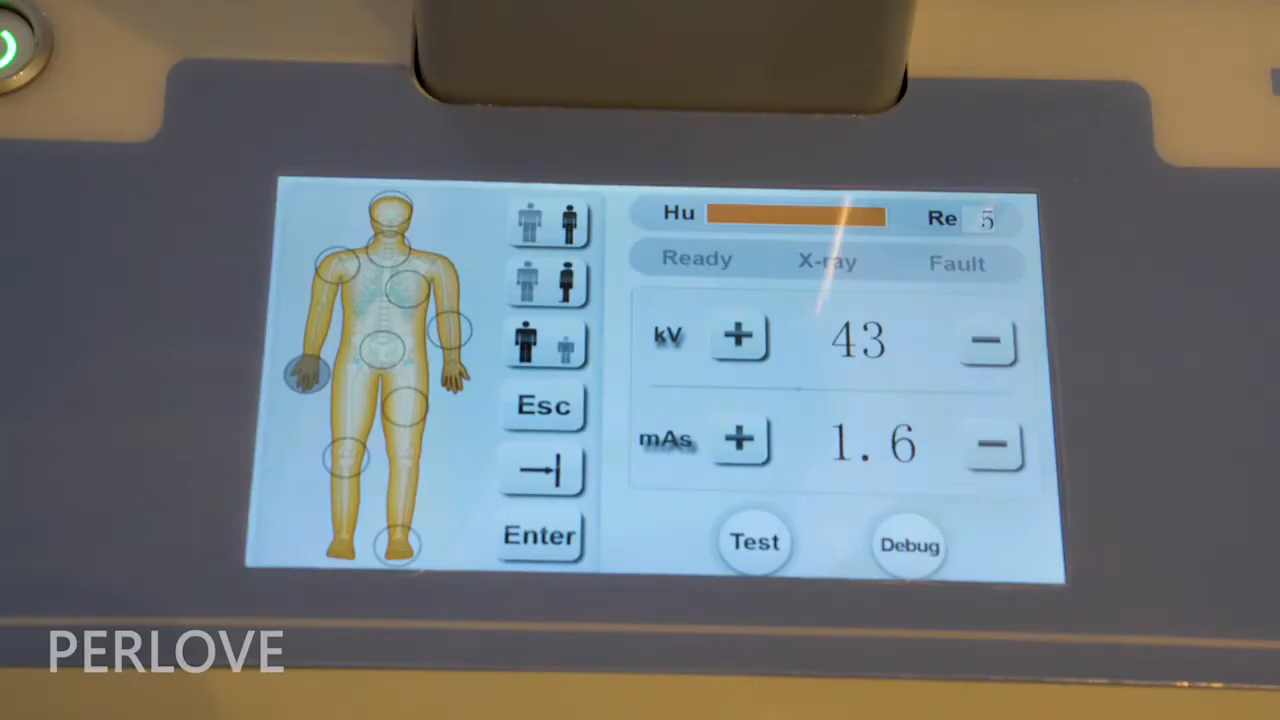 Hu Re 5
Ready X-ray Fault
kV + 43 −
mAs + 1.6 −
Esc
Enter
Test Debug
PERLOVE